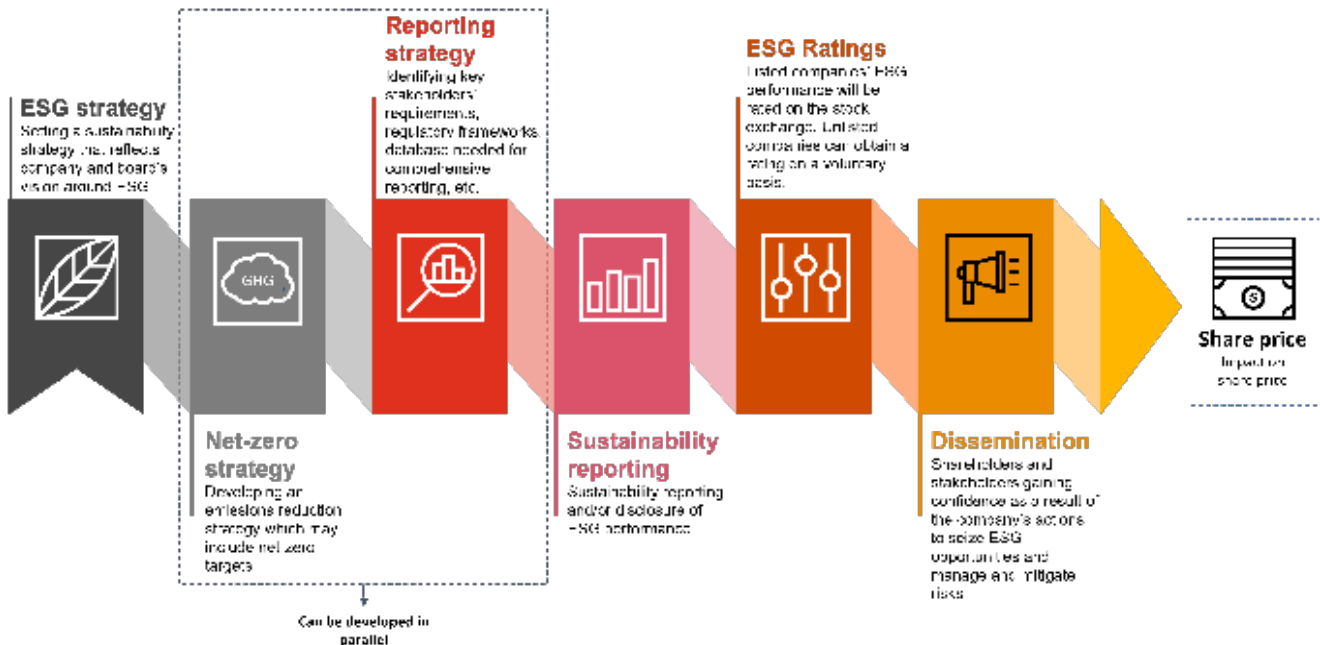 ESG strategy
Setting a sustainability
strategy that reflects
company and board's
vision around ESG
GHG
Net-zero
strategy
Developing an
emissions reduction
strategy which may
include net zero
targets
Reporting
strategy
Identifying key
stakeholders'
requirements,
regulatory frameworks,
database needed for
comprehensive
reporting, etc.
Can be developed in
parallel
Sustainability
reporting
Sustainability reporting
and/or disclosure of
ESG performance
ESG Ratings
Listed companies' ESG
performance will be
rated on the stock
exchange. Unlisted
companies can obtain a
rating on a voluntary
basis.
Dissemination
Shareholders and
stakeholders gaining
confidence as a result of
the company's actions
to seize ESG
opportunities and
manage and mitigate
risks
$
Share price
Impact on
share price